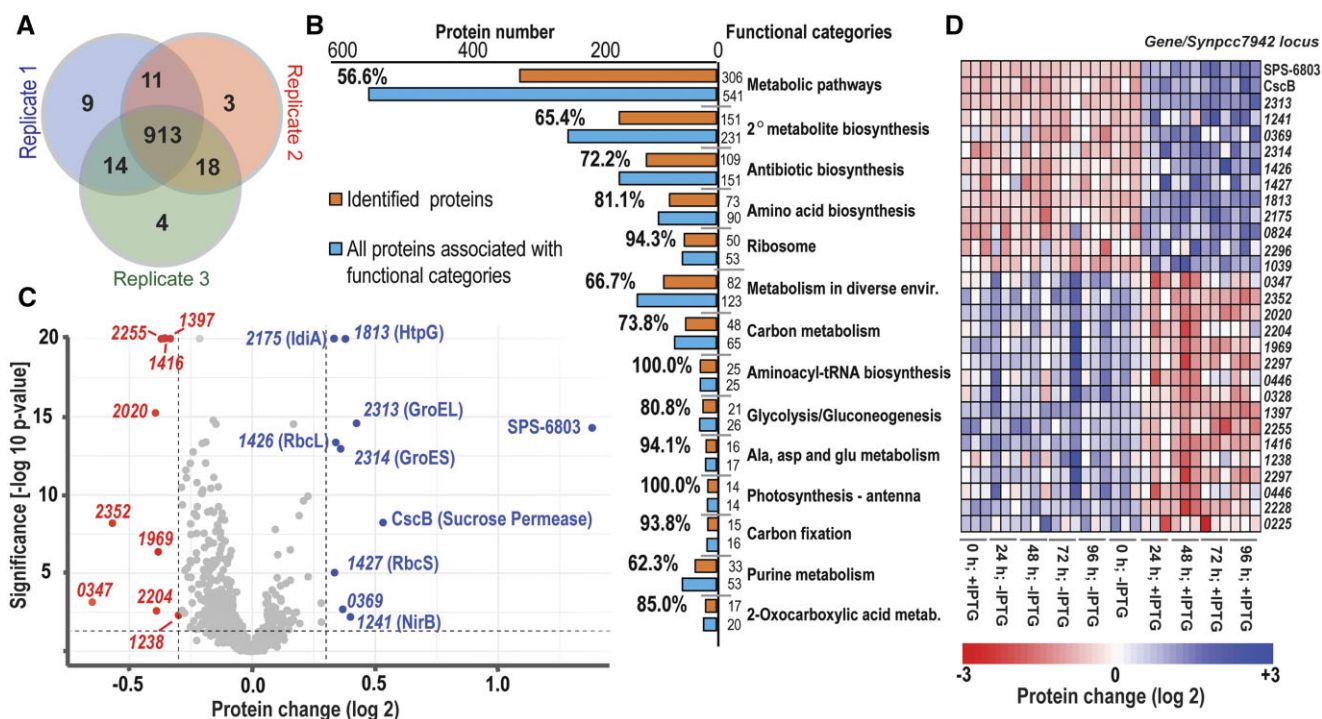 A
Replicate 1
Replicate 2
Replicate 3
9
11
3
913
14
18
4
B
Protein number
Functional categories
600
400
200
0
56.6%
306
541
Metabolic pathways
65.4%
151
231
2° metabolite biosynthesis
72.2%
109
151
Antibiotic biosynthesis
81.1%
73
90
Amino acid biosynthesis
94.3%
50
53
Ribosome
66.7%
82
123
Metabolism in diverse envir.
73.8%
48
65
Carbon metabolism
100.0%
25
25
Aminoacyl-tRNA biosynthesis
80.8%
21
26
Glycolysis/Gluconeogenesis
94.1%
16
17
Ala, asp and glu metabolism
100.0%
14
14
Photosynthesis - antenna
93.8%
15
16
Carbon fixation
62.3%
33
53
Purine metabolism
85.0%
17
20
2-Oxocarboxylic acid metab.
Identified proteins
All proteins associated with
functional categories
C
Significance [-log 10 p-value]
20
15
10
5
2255
1397
1416
2020
2352
1969
0347
2204
1238
2175 (IdiA)
1813 (HtpG)
2313 (GroEL)
1426 (RbcL)
2314 (GroES)
SPS-6803
CscB (Sucrose Permease)
1427 (RbcS)
0369
1241 (NirB)
-0.5
0.0
0.5
1.0
Protein change (log 2)
D
Gene/Synpcc7942 locus
SPS-6803
CscB
2313
1241
0369
2314
1426
1427
1813
2175
0824
2296
1039
0347
2352
2020
2204
1969
2297
0446
0328
1397
2255
1416
1238
2297
0446
2228
0225
0 h; +IPTG
24 h; -IPTG
48 h; -IPTG
72 h; -IPTG
96 h; -IPTG
0 h; -IPTG
24 h; +IPTG
48 h; +IPTG
72 h; +IPTG
96 h; +IPTG
-3
0
+3
Protein change (log 2)